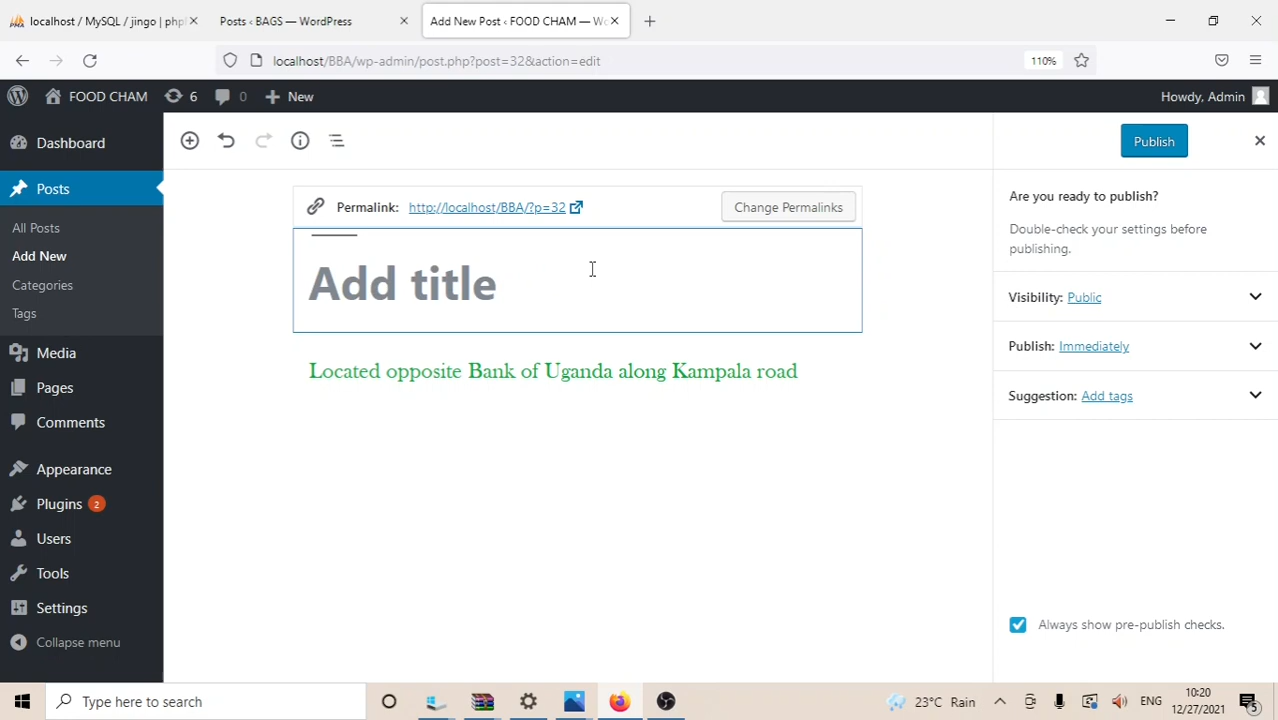 localhost / MySQL / jingo | php
Posts ‹ BAGS — WordPress
Add New Post ‹ FOOD CHAM — Wo
localhost/BBA/wp-admin/post.php?post=32&action=edit
110%
FOOD CHAM
6
0
New
Howdy, Admin
Dashboard
Posts
All Posts
Add New
Categories
Tags
Media
Pages
Comments
Appearance
Plugins 2
Users
Tools
Settings
Collapse menu
Permalink: http://localhost/BBA/?p=32
Change Permalinks
Add title
Located opposite Bank of Uganda along Kampala road
Publish
Are you ready to publish?
Double-check your settings before
publishing.
Visibility: Public
Publish: Immediately
Suggestion: Add tags
Always show pre-publish checks.
Type here to search
23°C Rain
ENG
10:20
12/27/2021
5